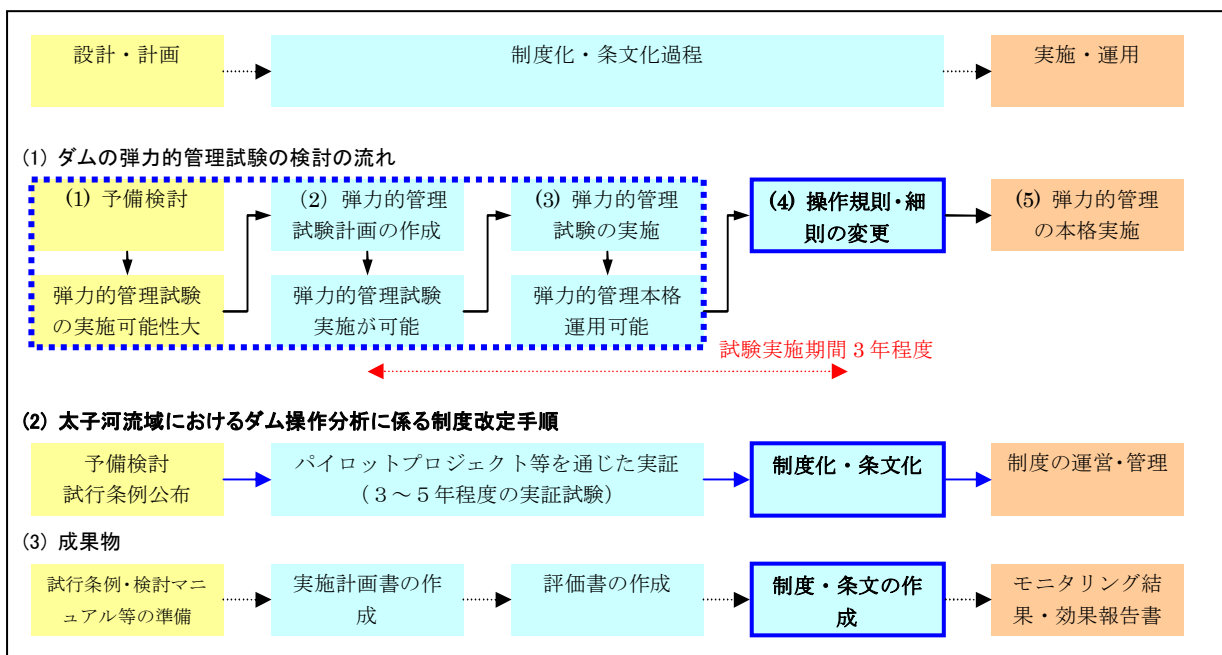 設計・計画
制度化・条文化過程
実施・運用
(1) ダムの弾力的管理試験の検討の流れ
(1) 予備検討
(2) 弾力的管理
試験計画の作成
(3) 弾力的管理
試験の実施
(4) 操作規則・細
則の変更
(5) 弾力的管理
の本格実施
弾力的管理試験
の実施可能性大
弾力的管理試験
実施が可能
弾力的管理本格
運用可能
試験実施期間 3 年程度
(2) 太子河流域におけるダム操作分析に係る制度改定手順
予備検討
試行条例公布
パイロットプロジェクト等を通じた実証
(3～5年程度の実証試験)
制度化・条文化
制度の運営・管理
(3) 成果物
試行条例・検討マニ
ュアル等の準備
実施計画書の作
成
評価書の作成
制度・条文の作
成
モニタリング結
果・効果報告書